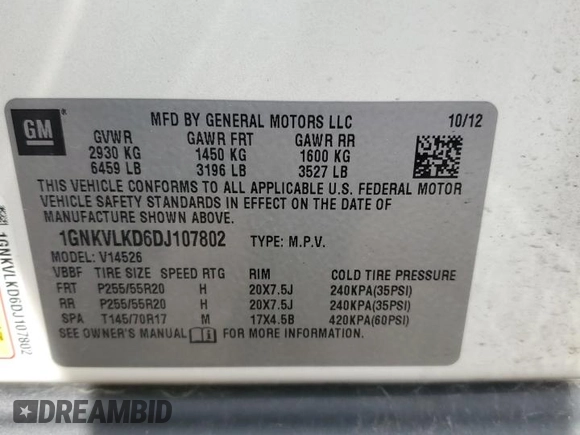 GM
MFD BY GENERAL MOTORS LLC 10/12
GVWR GAWR FRT GAWR RR
2930 KG 1450 KG 1600 KG
6459 LB 3196 LB 3527 LB
THIS VEHICLE CONFORMS TO ALL APPLICABLE U.S. FEDERAL MOTOR
VEHICLE SAFETY STANDARDS IN EFFECT ON THE DATE OF
MANUFACTURE SHOWN ABOVE.
1GNKVLKD6DJ107802 TYPE: M.P.V.
MODEL: V14526
VBBF TIRE SIZE SPEED RTG RIM COLD TIRE PRESSURE
FRT P255/55R20 H 20X7.5J 240KPA(35PSI)
RR P255/55R20 H 20X7.5J 240KPA(35PSI)
SPA T145/70R17 M 17X4.5B 420KPA(60PSI)
SEE OWNER'S MANUAL FOR MORE INFORMATION.
1GNKVLKD6DJ107802
DREAMBID